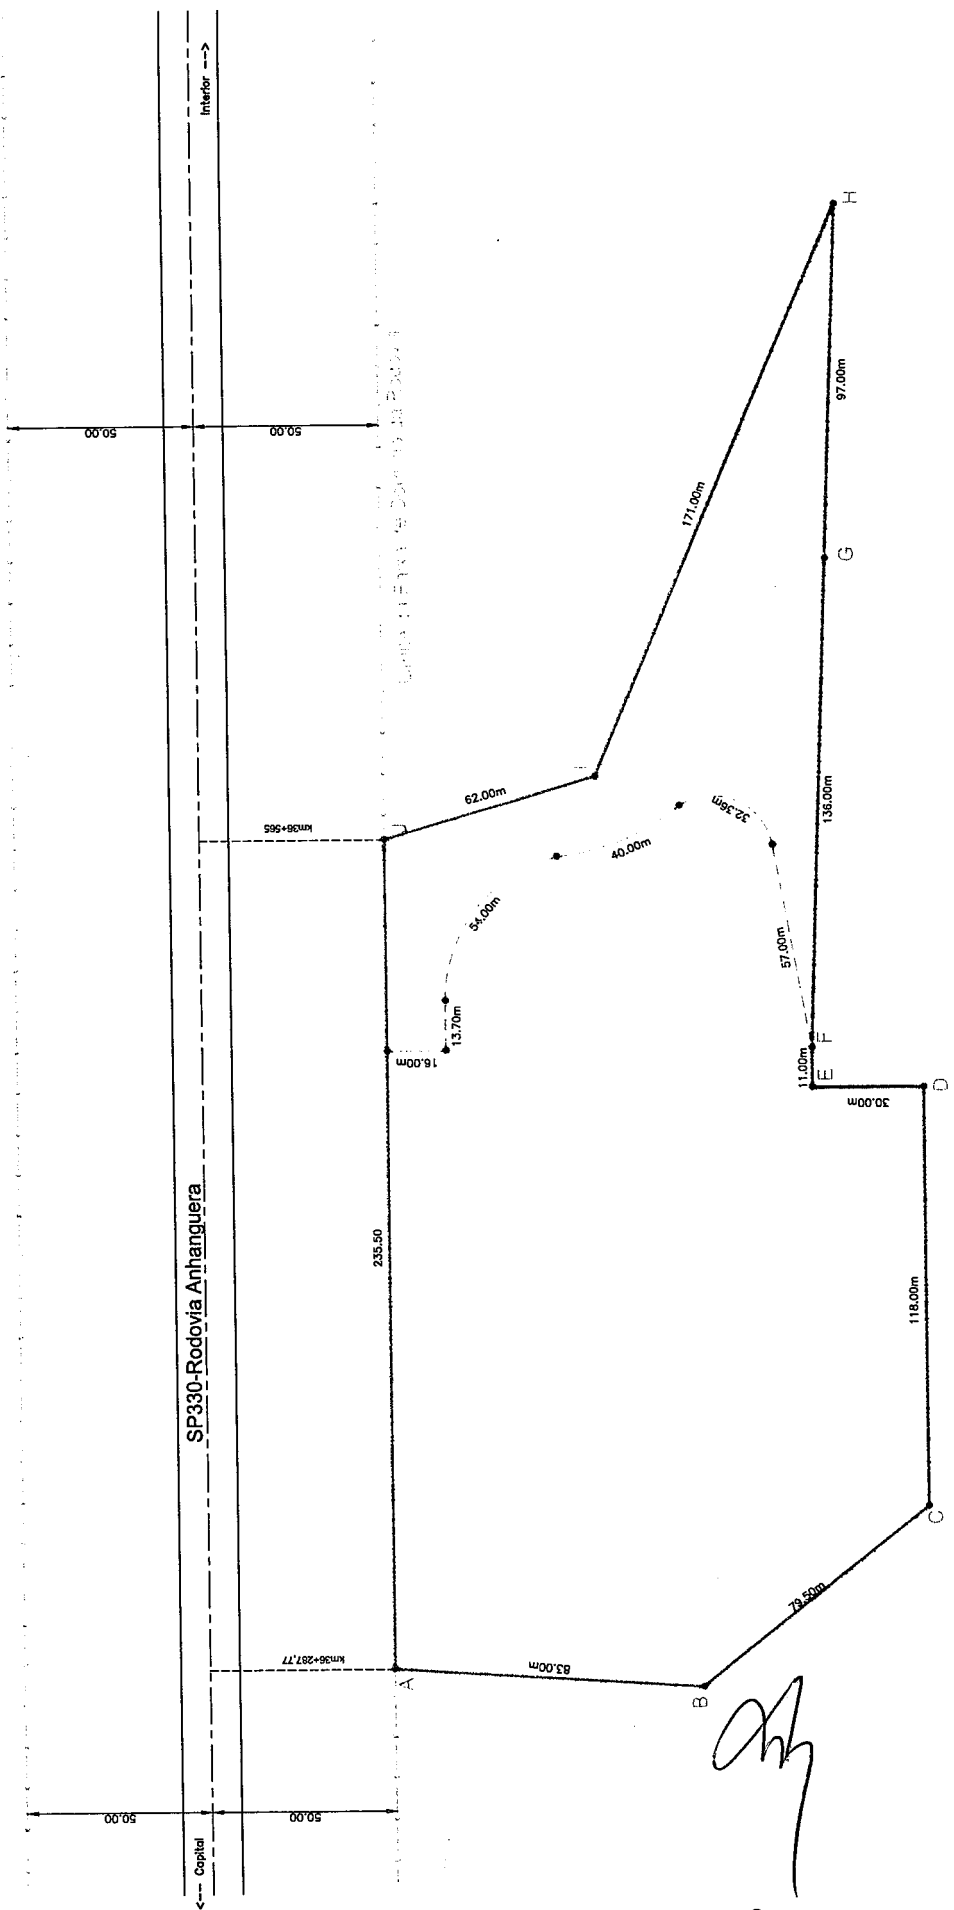 SP330-Rodovia Anhanguera
<--- Capital
Interior --->
50.00
50.00
50.00
50.00
km36+287,77
km36+565
235.50
A
83.00m
B
79.50m
C
118.00m
D
30.00m
E
11.00m
F
136.00m
G
97.00m
H
171.00m
I
62.00m
J
16.00m
13.70m
54.00m
40.00m
32.36m
57.00m